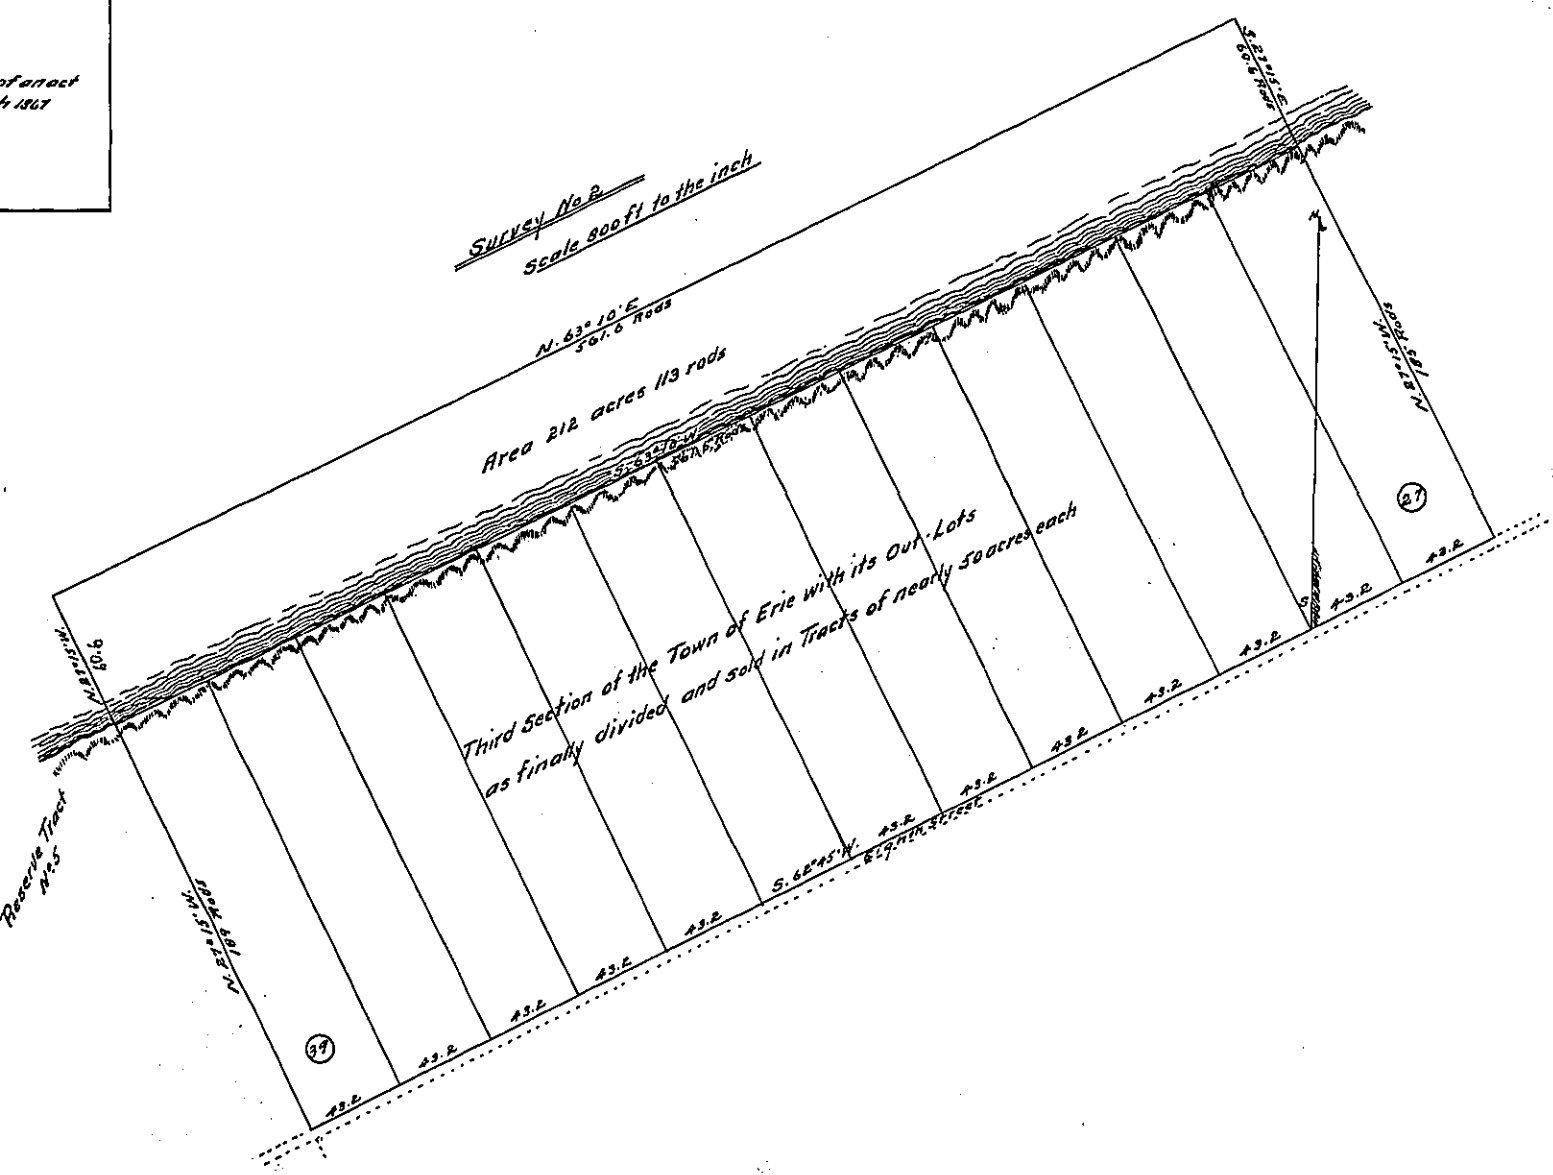 of an act
h 1867
Survey No 2
Scale 800 ft to the inch
S. 27°15' E
60.6 Rods
N. 63° 10' E
561.6 Rods
Area 212 acres 113 rods
S. 63° 10' W.
561.6 Rods
N. 27°15' W.
60.6
N
S
N. 27°15' W.
185 Rods
27
Third Section of the Town of Erie with its Out-Lots
as finally divided and sold in Tracts of nearly 50 acres each
Reserve Tract
No. 5
N. 27°15' W.
189 Rods
39
43.2
43.2
43.2
43.2
43.2
S. 62°45' W.
43.2
Eighth Street
43.2
43.2
43.2
43.2
43.2
43.2